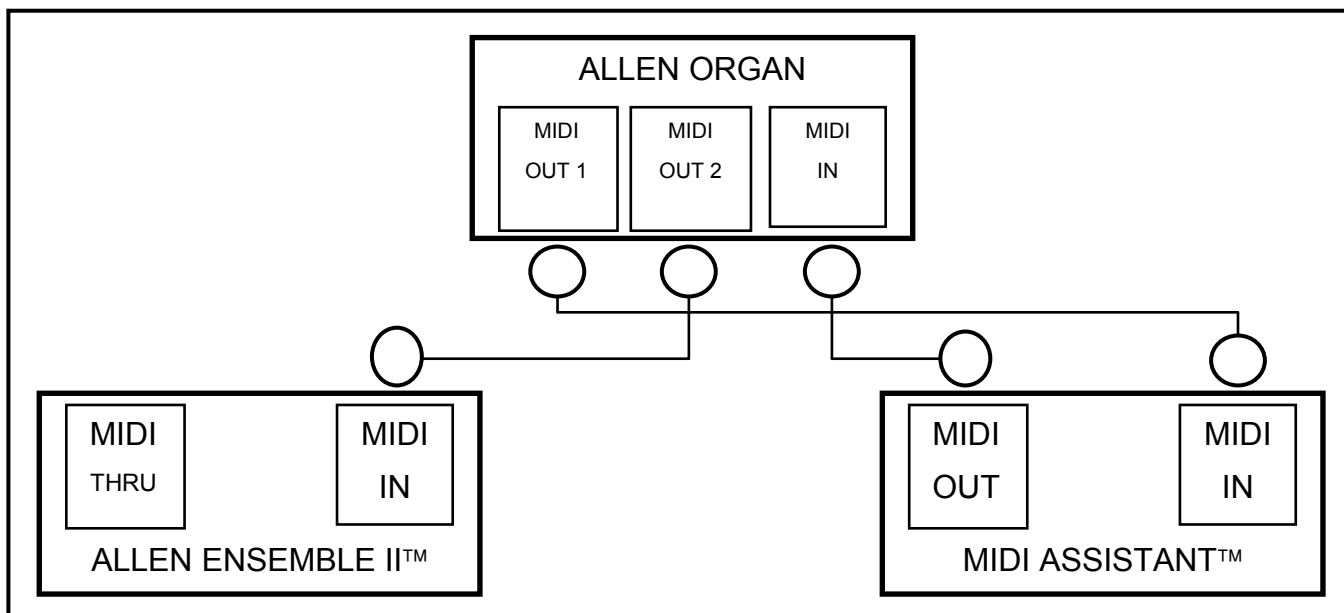 ALLEN ORGAN
MIDI
OUT 1
MIDI
OUT 2
MIDI
IN
MIDI
THRU
MIDI
IN
ALLEN ENSEMBLE II™
MIDI
OUT
MIDI
IN
MIDI ASSISTANT™